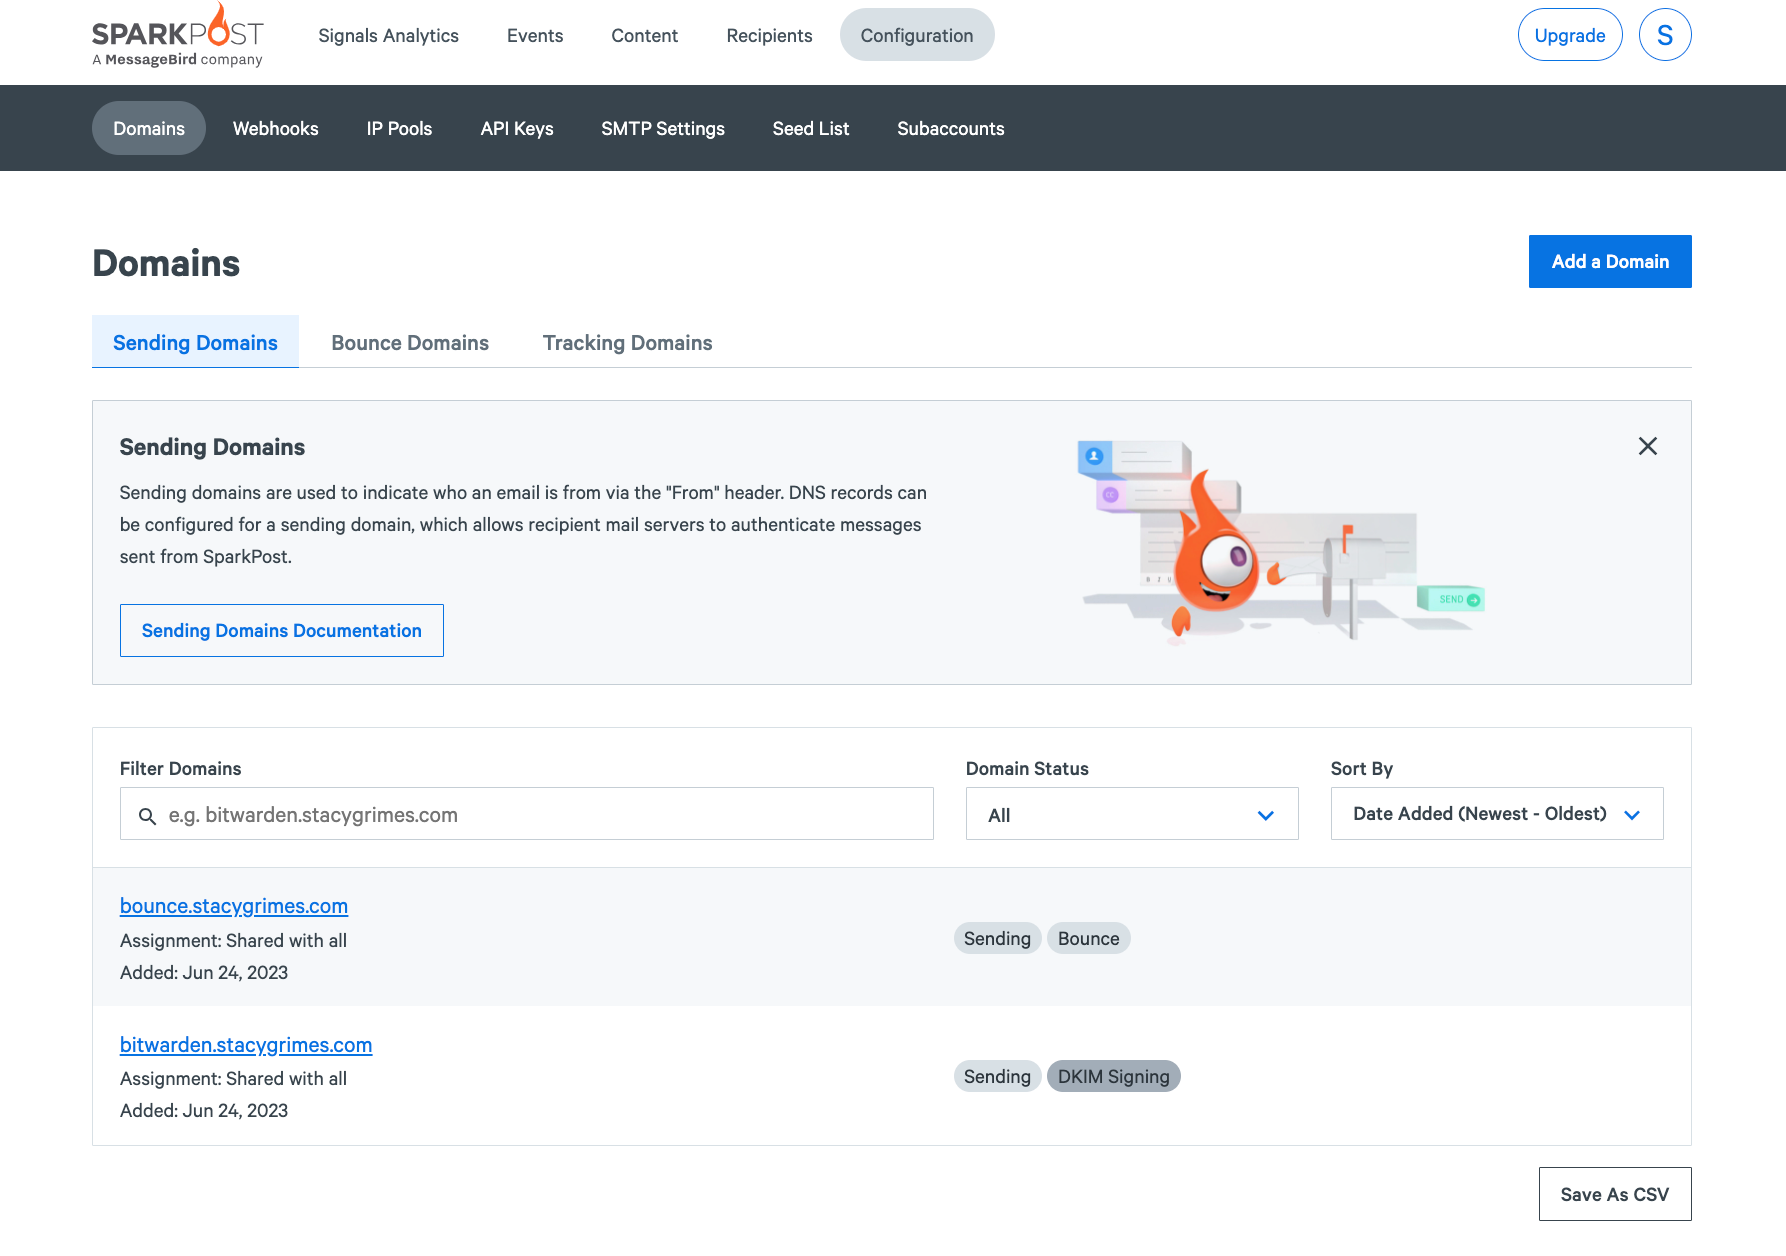 SPARKPOST
A MessageBird company
Signals Analytics
Events
Content
Recipients
Configuration
Upgrade
S
Domains
Webhooks
IP Pools
API Keys
SMTP Settings
Seed List
Subaccounts
Domains
Add a Domain
Sending Domains
Bounce Domains
Tracking Domains
Sending Domains
Sending domains are used to indicate who an email is from via the "From" header. DNS records can
be configured for a sending domain, which allows recipient mail servers to authenticate messages
sent from SparkPost.
Sending Domains Documentation
CC
B I U
SEND
Filter Domains
Domain Status
Sort By
e.g. bitwarden.stacygrimes.com
All
Date Added (Newest - Oldest)
bounce.stacygrimes.com
Assignment: Shared with all
Added: Jun 24, 2023
Sending
Bounce
bitwarden.stacygrimes.com
Assignment: Shared with all
Added: Jun 24, 2023
Sending
DKIM Signing
Save As CSV